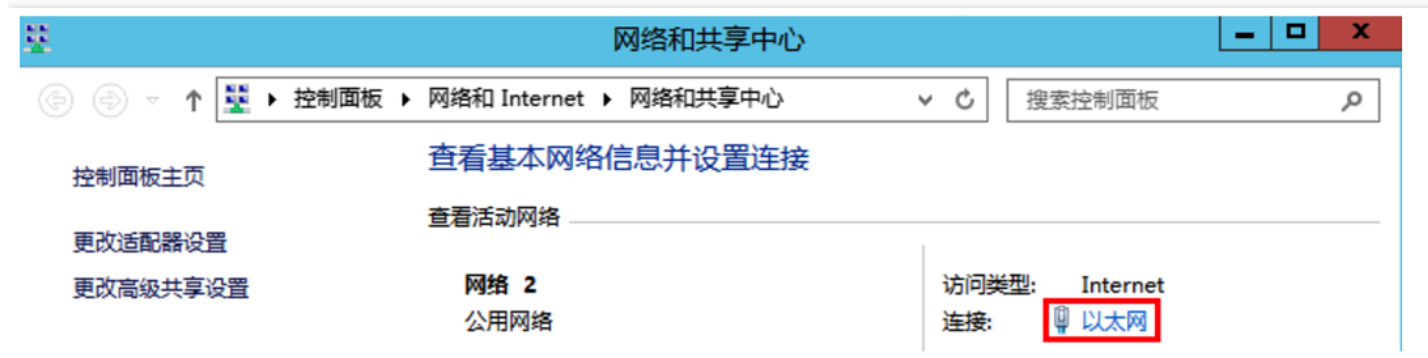 网络和共享中心
控制面板 网络和 Internet 网络和共享中心 搜索控制面板
控制面板主页
更改适配器设置
更改高级共享设置
查看基本网络信息并设置连接
查看活动网络
网络 2
公用网络
访问类型: Internet
连接: 以太网